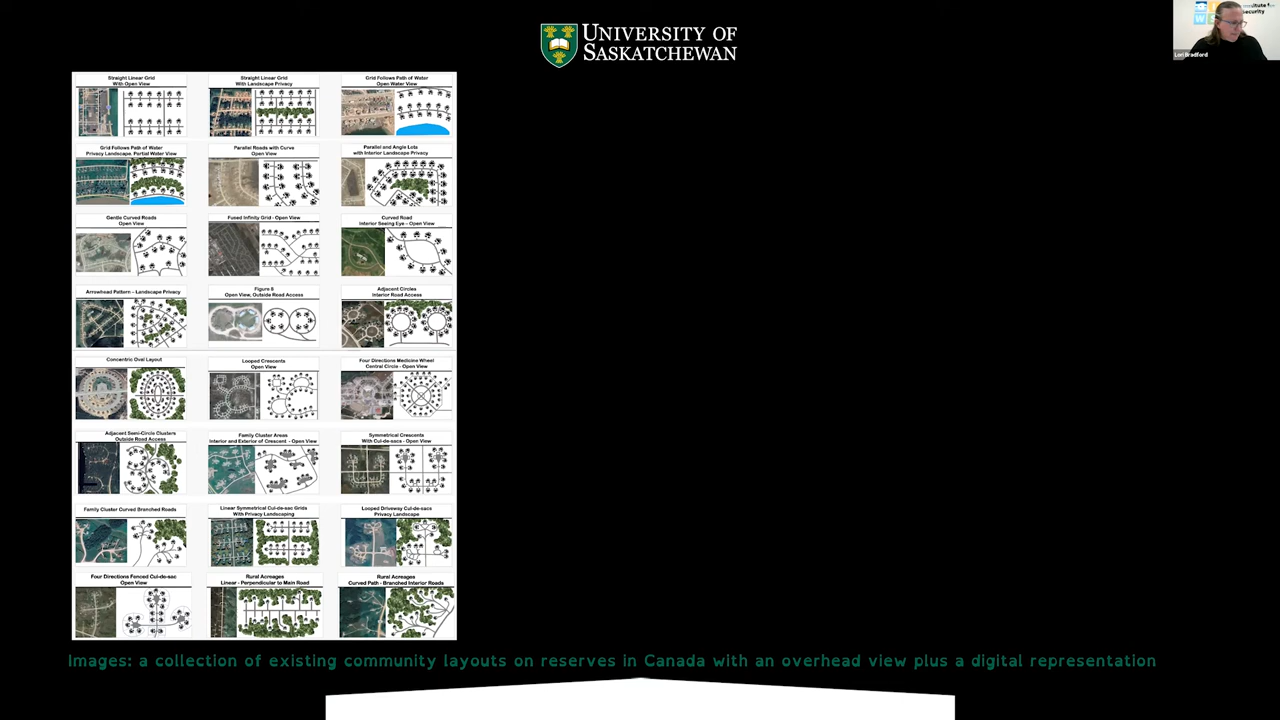 UNIVERSITY OF
SASKATCHEWAN
Lori Bradford
Straight Linear Grid
With Open View
Straight Linear Grid
With Landscape Privacy
Grid Follows Path of Water
Open Water View
Grid Follows Path of Water
Privacy Landscape, Partial Water View
Parallel Roads with Curve
Open View
Parallel and Angle Lots
with Interior Landscape Privacy
Gentle Curved Roads
Open View
Fused Infinity Grid - Open View
Curved Road
Interior Seeing Eye – Open View
Arrowhead Pattern – Landscape Privacy
Figure 8
Open View, Outside Road Access
Adjacent Circles
Interior Road Access
Concentric Oval Layout
Looped Crescents
Open View
Four Directions Medicine Wheel
Central Circle - Open View
Adjacent Semi-Circle Clusters
Outside Road Access
Family Cluster Areas
Interior and Exterior of Crescent - Open View
Symmetrical Crescents
With Cul-de-sacs - Open View
Family Cluster Curved Branched Roads
Linear Symmetrical Cul-de-sac Grids
With Privacy Landscaping
Looped Driveway Cul-de-sacs
Privacy Landscape
Four Directions Fenced Cul-de-sac
Open View
Rural Acreages
Linear - Perpendicular to Main Road
Rural Acreages
Curved Path - Branched Interior Roads
Images: a collection of existing community layouts on reserves in Canada with an overhead view plus a digital representation